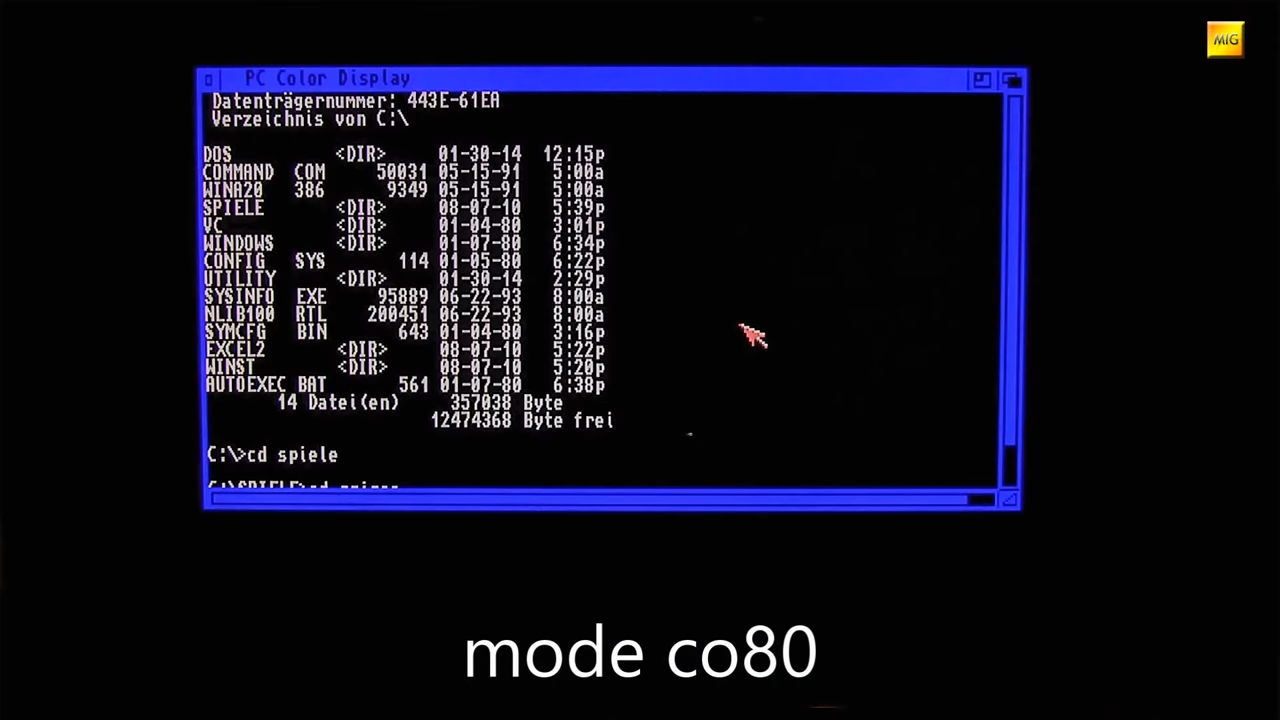 MIG
PC Color Display
Datenträgernummer: 443E-61EA
Verzeichnis von C:\
DOS <DIR> 01-30-14 12:15p
COMMAND COM 50031 05-15-91 5:00a
WINA20 386 9349 05-15-91 5:00a
SPIELE <DIR> 08-07-10 5:39p
VC <DIR> 01-04-80 3:01p
WINDOWS <DIR> 01-07-80 6:34p
CONFIG SYS 114 01-05-80 6:22p
UTILITY <DIR> 01-30-14 2:29p
SYSINFO EXE 95889 06-22-93 8:00a
NLIB100 RTL 200451 06-22-93 8:00a
SYMCFG BIN 643 01-04-80 3:16p
EXCEL2 <DIR> 08-07-10 5:22p
WINST <DIR> 08-07-10 5:20p
AUTOEXEC BAT 561 01-07-80 6:38p
14 Datei(en) 357038 Byte
12474368 Byte frei
C:\>cd spiele
C:\SPIELE>cd
mode co80